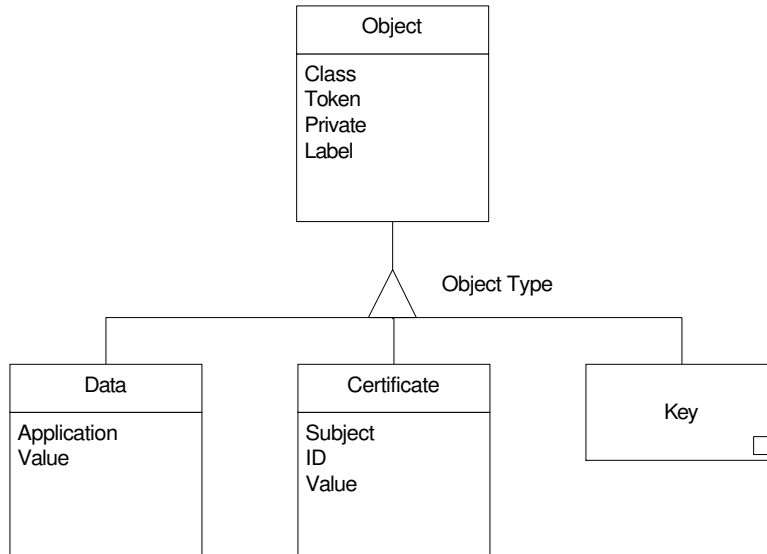 Object
Class
Token
Private
Label
Object Type
Data
Application
Value
Certificate
Subject
ID
Value
Key